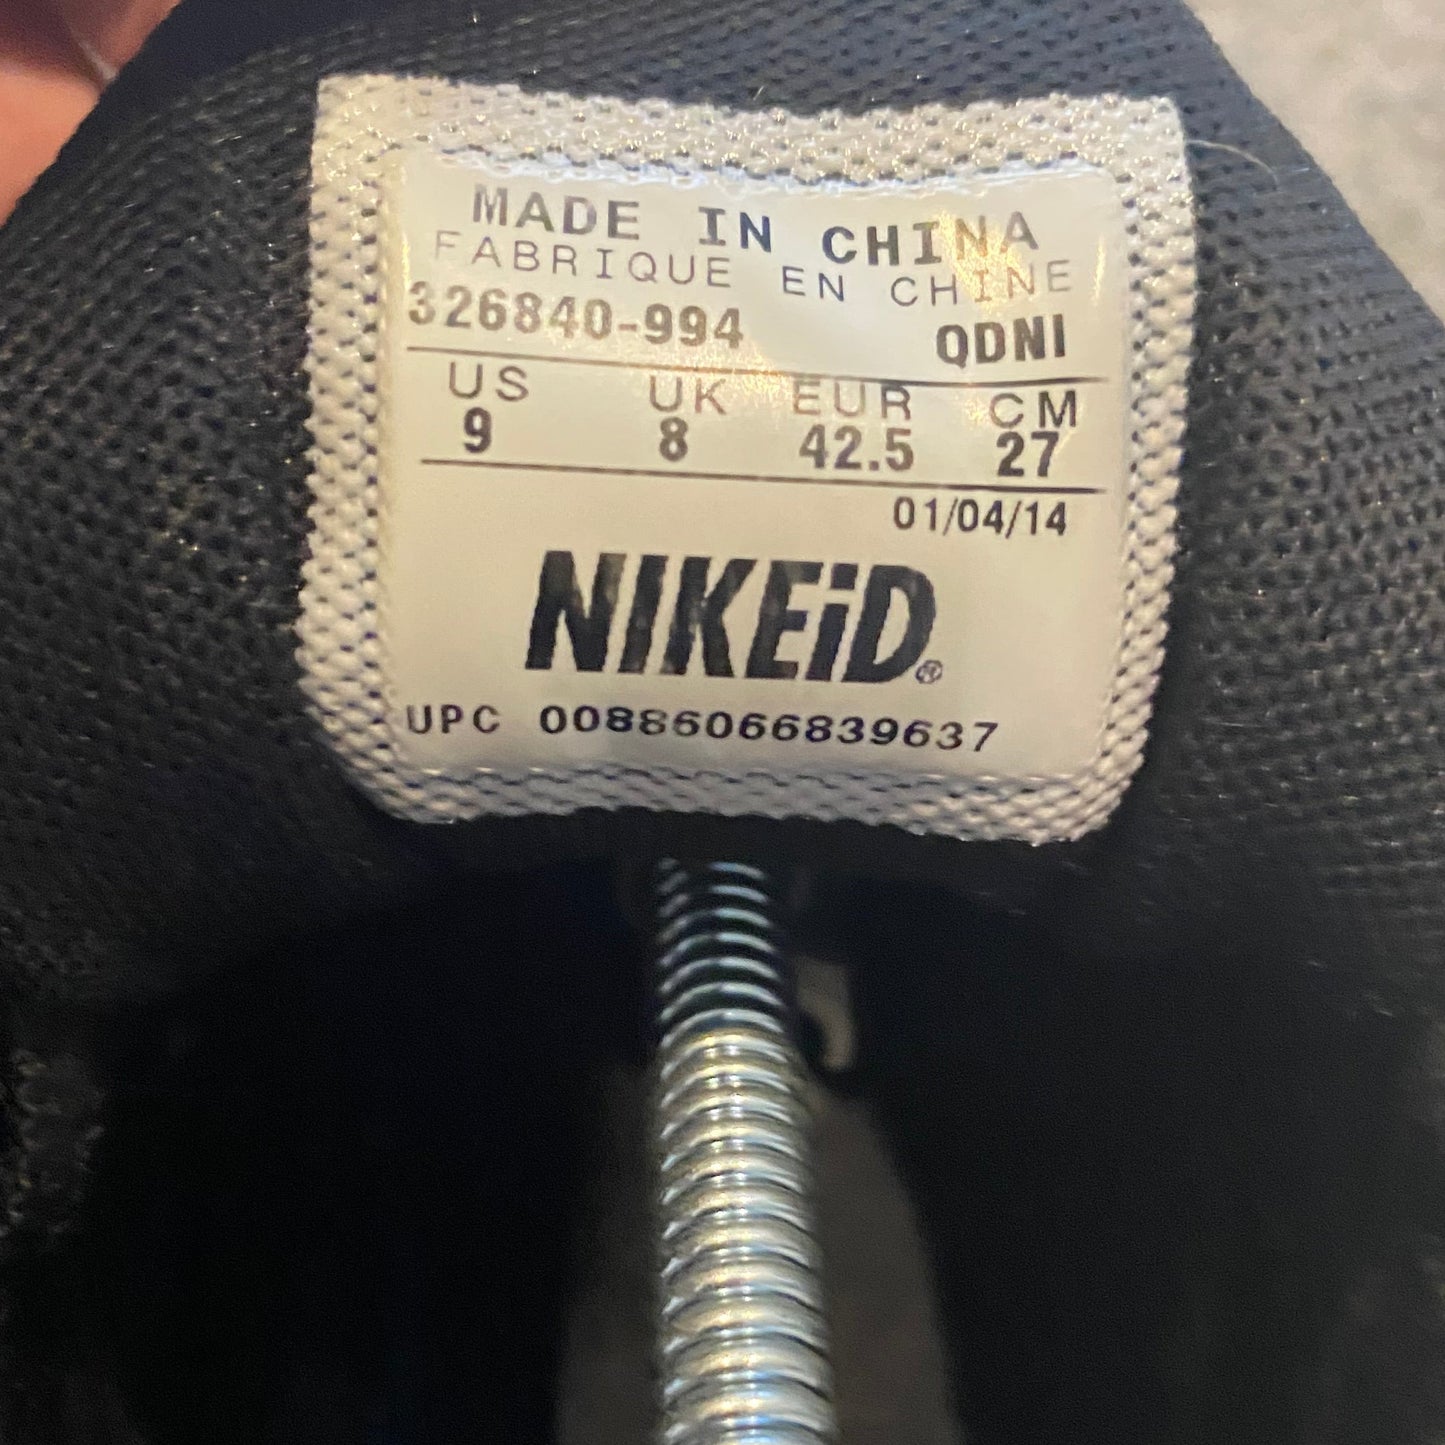 MADE IN CHINA
FABRIQUE EN CHINE
326840-994 QDNI
US UK EUR CM
9 8 42.5 27
01/04/14
NIKEiD®
UPC 00886066839637